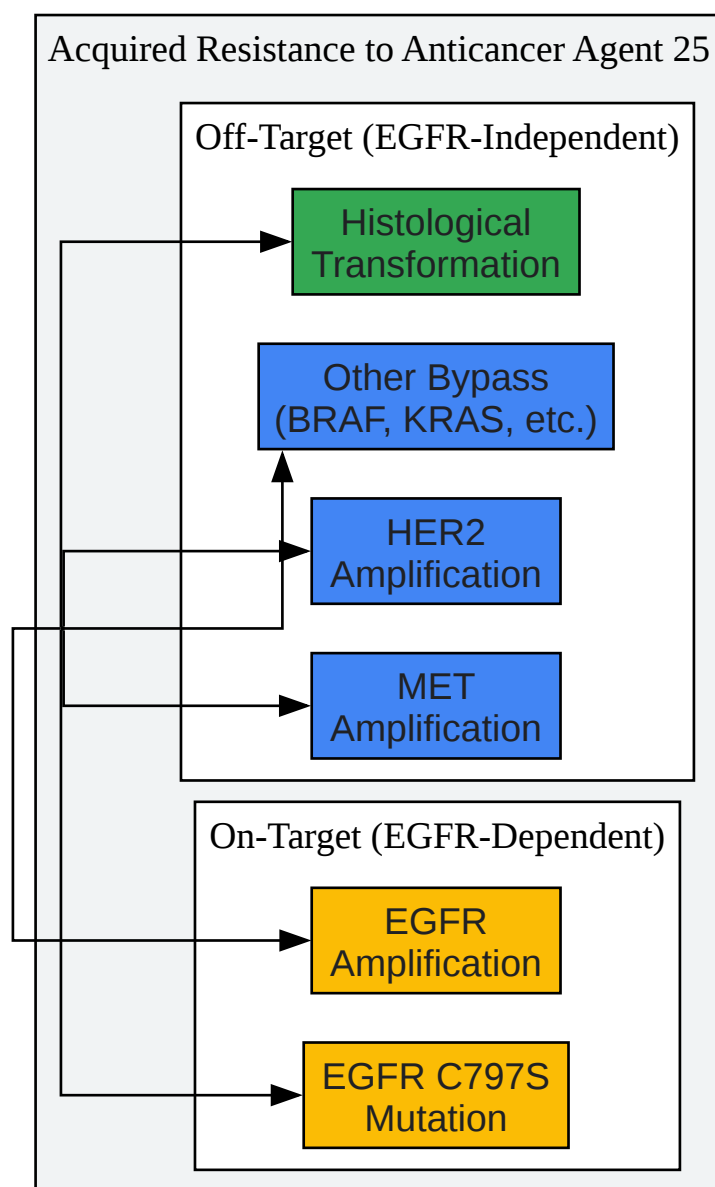 Acquired Resistance to Anticancer Agent 25
Off-Target (EGFR-Independent)
Histological
Transformation
Other Bypass
(BRAF, KRAS, etc.)
HER2
Amplification
MET
Amplification
On-Target (EGFR-Dependent)
EGFR
Amplification
EGFR C797S
Mutation